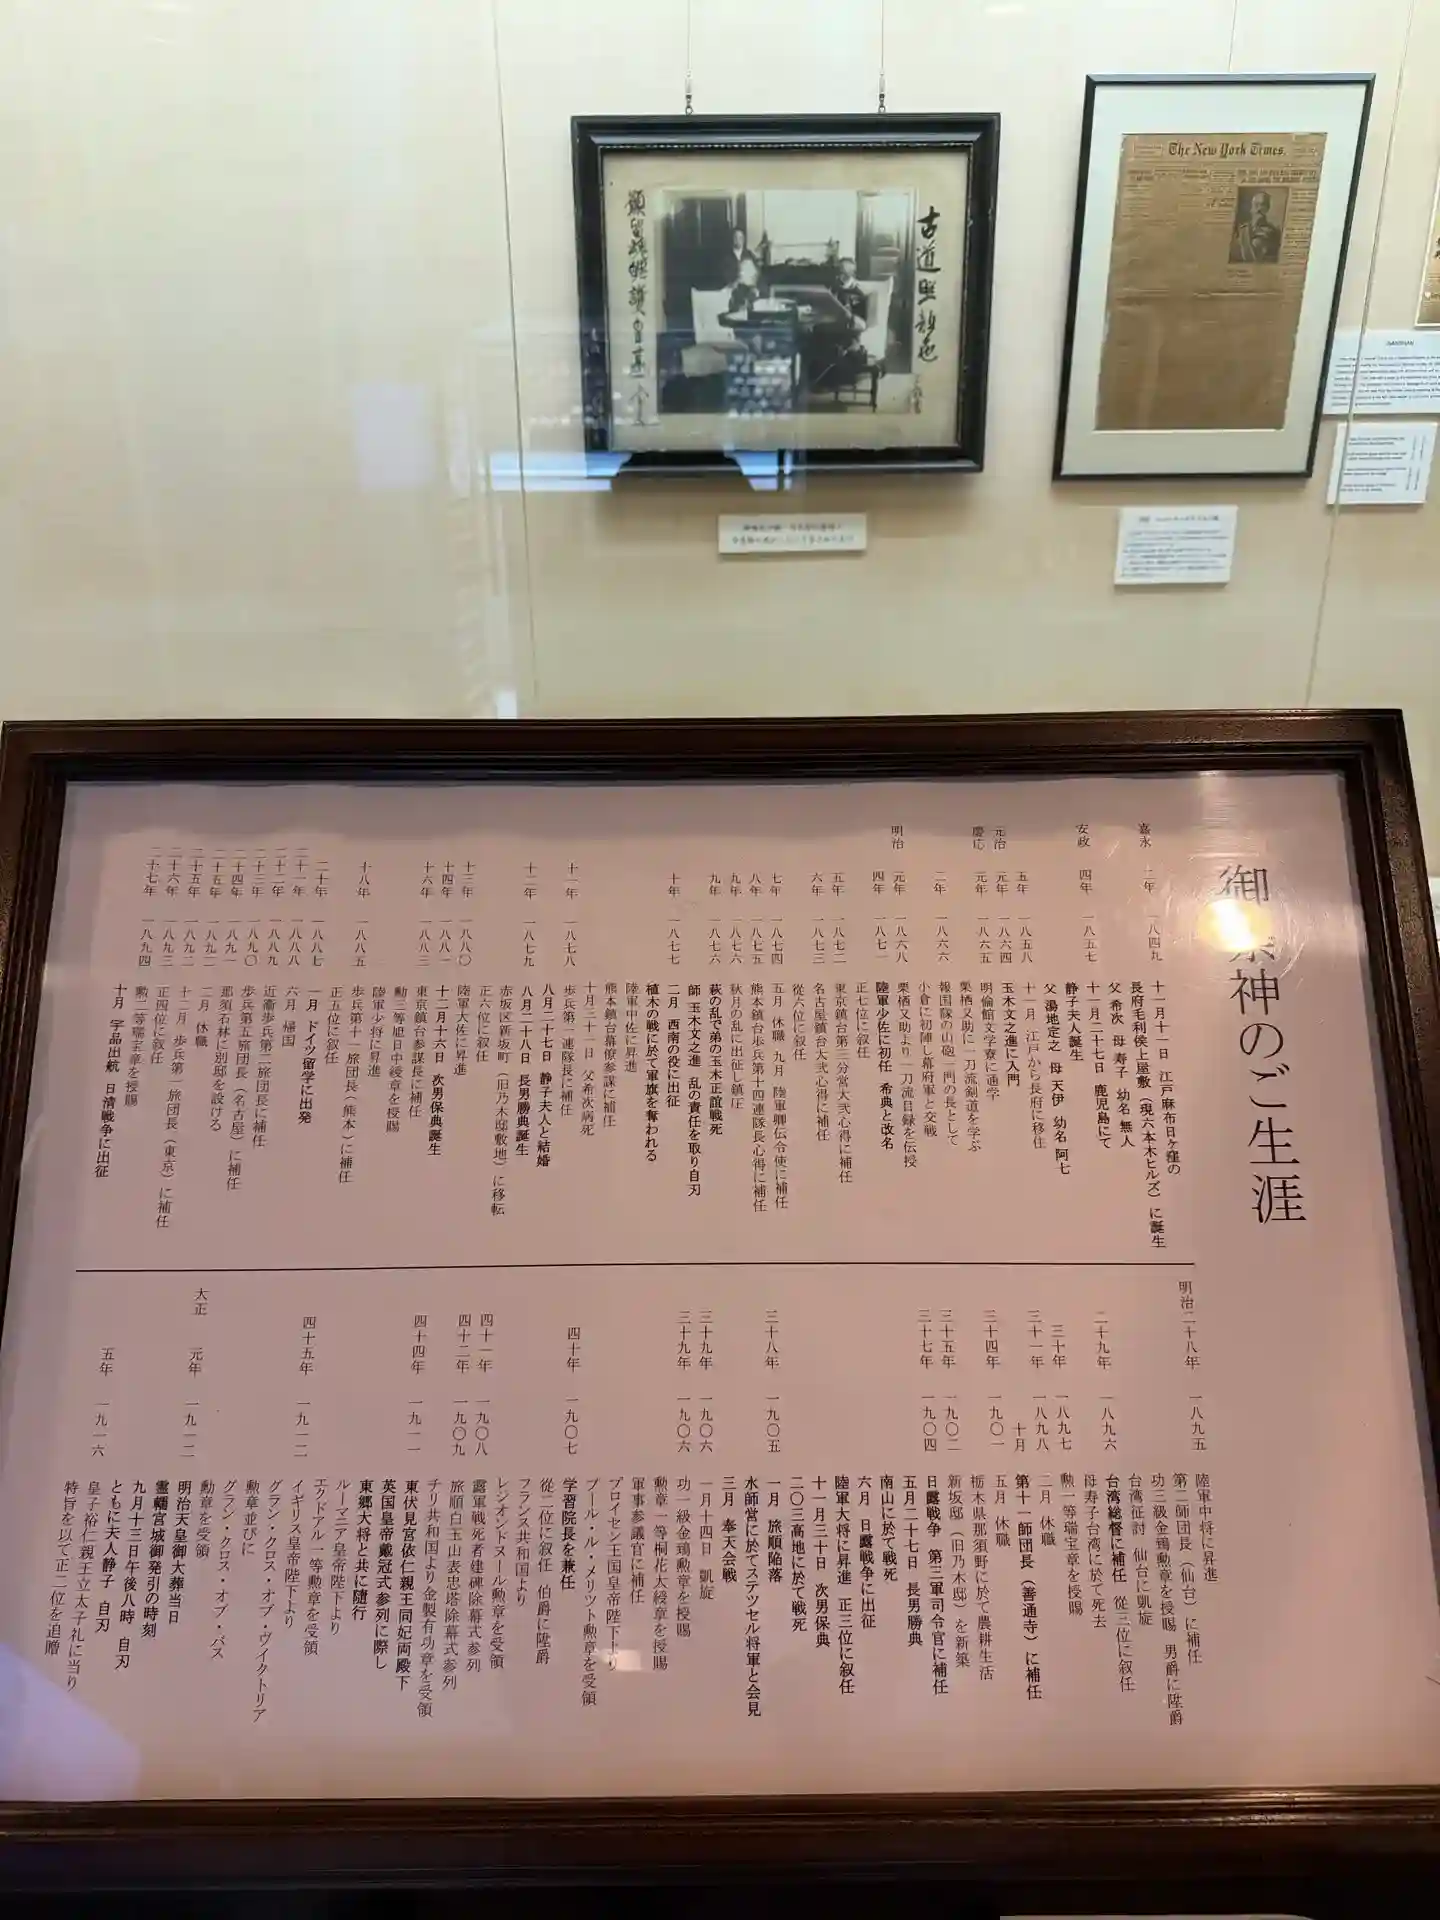 The New York Times.
古道照顔色
御祭神のご生涯
嘉永 二年 一八四九 十一月十一日 江戸麻布日ヶ窪の
長府毛利侯上屋敷(現六本木ヒルズ)に誕生
父 希次 母 寿子 幼名 無人
安政 四年 一八五七 十一月二十七日 鹿児島にて
静子夫人誕生
父 湯地定之 母 天伊 幼名 阿七
五年 一八五八 十一月 江戸から長府に移住
元治 元年 一八六四 玉木文之進に入門
慶応 元年 一八六五 明倫館文学寮に通学
栗栖又助に一刀流剣道を学ぶ
二年 一八六六 報国隊の山砲一門の長として
小倉に初陣し幕府軍と交戦
明治 元年 一八六八 栗栖又助より一刀流目録を伝授
四年 一八七一 陸軍少佐に初任 希典と改名
正七位に叙任
五年 一八七二 東京鎮台第三分営大弐心得に補任
六年 一八七三 名古屋鎮台大弐心得に補任
従六位に叙任
七年 一八七四 五月 休職 九月 陸軍卿伝令使に補任
八年 一八七五 熊本鎮台歩兵第十四連隊長心得に補任
九年 一八七六 秋月の乱に出征し鎮圧
九年 一八七六 萩の乱で弟の玉木正誼戦死
師 玉木文之進 乱の責任を取り自刃
十年 一八七七 二月 西南の役に出征
植木の戦に於て軍旗を奪われる
陸軍中佐に昇進
熊本鎮台幕僚参謀に補任
十月三十一日 父希次病死
十一年 一八七八 歩兵第一連隊長に補任
八月二十七日 静子夫人と結婚
十二年 一八七九 八月二十八日 長男勝典誕生
赤坂区新坂町(旧乃木邸敷地)に移転
正六位に叙任
十三年 一八八〇 陸軍大佐に昇進
十四年 一八八一 十二月十六日 次男保典誕生
十六年 一八八三 東京鎮台参謀長に補任
勲三等旭日中綬章を授賜
陸軍少将に昇進
十八年 一八八五 歩兵第十一旅団長(熊本)に補任
正五位に叙任
二十年 一八八七 一月 ドイツ留学に出発
二十一年 一八八八 六月 帰国
二十二年 一八八九 近衞歩兵第二旅団長に補任
二十三年 一八九〇 歩兵第五旅団長(名古屋)に補任
二十四年 一八九一 那須石林に別邸を設ける
二十五年 一八九二 二月 休職
二十五年 一八九二 十二月 歩兵第一旅団長(東京)に補任
二十六年 一八九三 正四位に叙任
二十七年 一八九四 勲二等瑞宝章を授賜
十月 宇品出航 日清戦争に出征
明治二十八年 一八九五 陸軍中将に昇進
第二師団長(仙台)に補任
功三級金鵄勲章を授賜 男爵に陞爵
台湾征討 仙台に凱旋
二十九年 一八九六 台湾総督に補任 従三位に叙任
母寿子台湾に於て死去
三十年 一八九七 勲一等瑞宝章を授賜
三十一年 一八九八 二月 休職
十月 第十一師団長(善通寺)に補任
三十四年 一九〇一 五月 休職
栃木県那須野に於て農耕生活
三十五年 一九〇二 新坂邸(旧乃木邸)を新築
三十七年 一九〇四 日露戦争 第三軍司令官に補任
五月二十七日 長男勝典
南山に於て戦死
六月 日露戦争に出征
陸軍大将に昇進 正三位に叙任
十一月三十日 次男保典
二〇三高地に於て戦死
三十八年 一九〇五 一月 旅順陥落
水師営に於てステツセル将軍と会見
三月 奉天会戦
三十九年 一九〇六 一月十四日 凱旋
三十九年 一九〇六 功一級金鵄勲章を授賜
勲章一等桐花大綬章を授賜
軍事参議官に補任
プロイセン王国皇帝陛下より
プール・ル・メリット勲章を受領
四十年 一九〇七 学習院長を兼任
従二位に叙任 伯爵に陞爵
フランス共和国より
レジオンドヌール勲章を受領
四十一年 一九〇八 露軍戦死者建碑除幕式参列
四十二年 一九〇九 旅順白玉山表忠塔除幕式参列
チリ共和国より金製有功章を受領
四十四年 一九一一 東伏見宮依仁親王同妃両殿下
英国皇帝戴冠式参列に際し
東郷大将と共に随行
ルーマニア皇帝陛下より
エウドアル一等勲章を受領
四十五年 一九一二 イギリス皇帝陛下より
グラン・クロス・オブ・ヴィクトリア
勲章並びに
グラン・クロス・オブ・バス
勲章を受領
大正 元年 一九一二 明治天皇御大葬当日
霊轜宮城御発引の時刻
九月十三日午後八時 自刃
ともに夫人静子 自刃
五年 一九一六 皇子裕仁親王立太子礼に当り
特旨を以て正二位を追贈